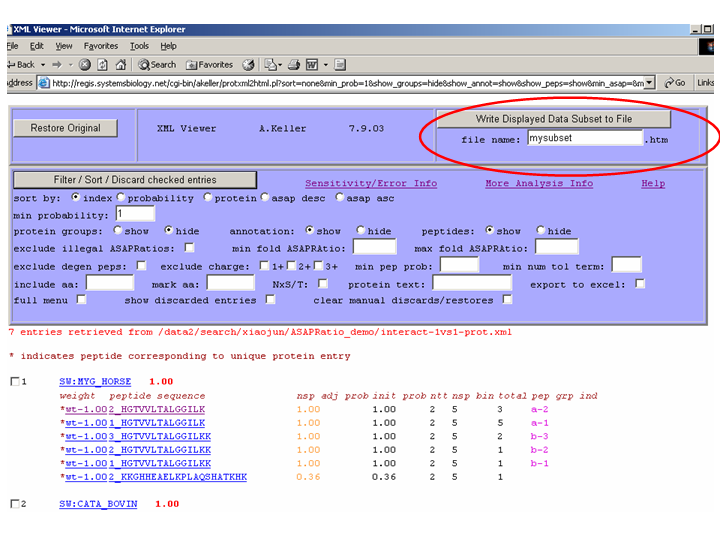 XML Viewer - Microsoft Internet Explorer
File Edit View Favorites Tools Help
Back Search Favorites
Address http://regis.systemsbiology.net/cgi-bin/akeller/protxml2html.pl?sort=none&min_prob=1&show_groups=hide&show_annot=show&show_peps=show&min_asap=&m Go Links
Restore Original XML Viewer A.Keller 7.9.03 Write Displayed Data Subset to File
file name: mysubset .htm
Filter / Sort / Discard checked entries Sensitivity/Error Info More Analysis Info Help
sort by: index probability protein asap desc asap asc
min probability: 1
protein groups: show hide annotation: show hide peptides: show hide
exclude illegal ASAPRatios: min fold ASAPRatio: max fold ASAPRatio:
exclude degen peps: exclude charge: 1+ 2+ 3+ min pep prob: min num tol term:
include aa: mark aa: NxS/T: protein text: export to excel:
full menu show discarded entries clear manual discards/restores
7 entries retrieved from /data2/search/xiaojun/ASAPRatio_demo/interact-1vs1-prot.xml
* indicates peptide corresponding to unique protein entry
1 SW:MYG_HORSE 1.00
weight peptide sequence nsp adj prob init prob ntt nsp bin total pep grp ind
*wt-1.00 2_HGTVVLTALGGILK 1.00 1.00 2 5 3 a-2
*wt-1.00 1_HGTVVLTALGGILK 1.00 1.00 2 5 5 a-1
*wt-1.00 3_HGTVVLTALGGILKK 1.00 1.00 2 5 2 b-3
*wt-1.00 2_HGTVVLTALGGILKK 1.00 1.00 2 5 1 b-2
*wt-1.00 1_HGTVVLTALGGILKK 1.00 1.00 2 5 1 b-1
*wt-1.00 2_KKGHHEAELKPLAQSHATKHK 0.36 0.36 2 5 1
2 SW:CATA_BOVIN 1.00